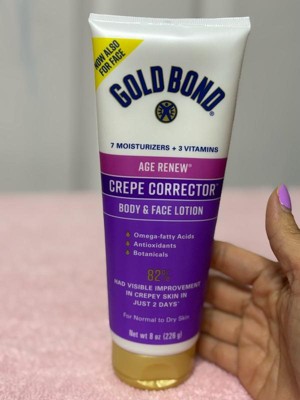 NOW ALSO
FOR FACE
GOLD BOND
7 MOISTURIZERS + 3 VITAMINS
AGE RENEW®
CREPE CORRECTOR
BODY & FACE LOTION
Omega-fatty Acids
Antioxidants
Botanicals
82%
HAD VISIBLE IMPROVEMENT
IN CREPEY SKIN IN
JUST 2 DAYS*
For Normal to Dry Skin
Net wt 8 oz (226g)